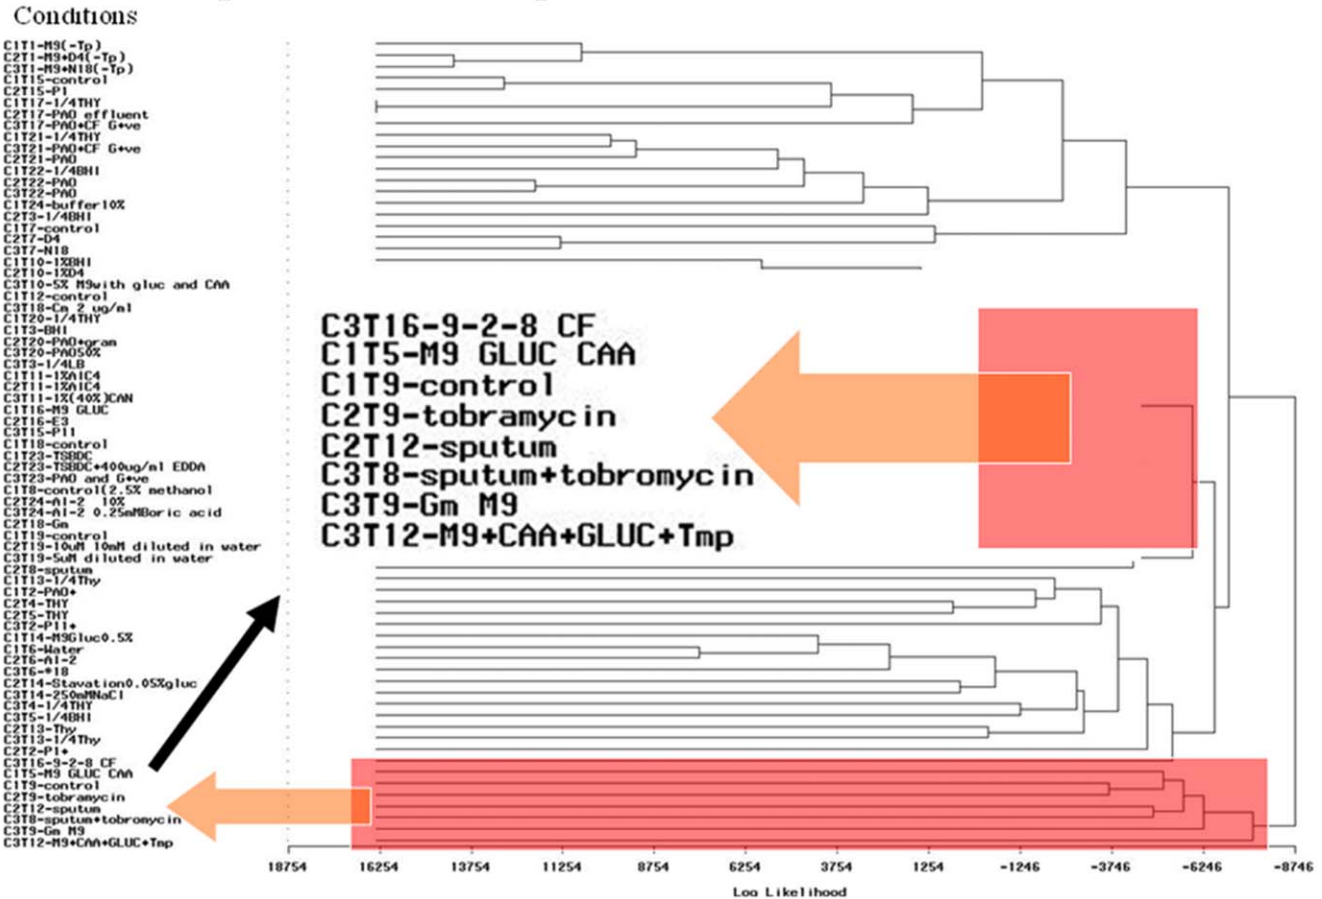 Conditions
C1T1-M9(-Tp)
C2T1-M9+D4(-Tp)
C3T1-M9+N18(-Tp)
C1T15-control
C2T15-P1
C1T17-1/4THY
C2T17-PAO effluent
C3T17-PAO+CF G+ve
C1T21-1/4THY
C3T21-PAO+CF G+ve
C2T21-PAO
C1T22-1/4BHI
C2T22-PAO
C3T22-PAO
C1T24-buffer10%
C2T3-1/4BHI
C1T7-control
C2T7-D4
C3T7-N18
C1T10-1%BHI
C2T10-1%D4
C3T10-5% M9with gluc and CAA
C1T12-control
C3T18-Cm 2 ug/ml
C1T20-1/4THY
C1T3-BHI
C2T20-PAO+gram
C3T20-PAO50%
C3T3-1/4LB
C1T11-1%AIC4
C2T11-1%AIC4
C3T11-1%(40%)CAN
C1T16-M9 GLUC
C2T16-E3
C3T15-P11
C1T18-control
C1T23-TSBDC
C2T23-TSBDC+400ug/ml EDDA
C3T23-PAO and G+ve
C1T8-control(2.5% methanol
C2T24-AI-2 10%
C3T24-AI-2 0.25mMBoric acid
C2T18-Gm
C1T19-control
C2T19-10uM 10mM diluted in water
C3T19-5uM diluted in water
C2T8-sputum
C1T13-1/4Thy
C1T2-PAO+
C2T4-THY
C2T5-THY
C3T2-P11+
C1T14-M9Gluc0.5%
C1T6-Water
C2T6-AI-2
C3T6-*18
C2T14-Stavation0.05%gluc
C3T14-250mMNaCl
C3T4-1/4THY
C3T5-1/4BHI
C2T13-Thy
C3T13-1/4Thy
C2T2-P1+
C3T16-9-2-8 CF
C1T5-M9 GLUC CAA
C1T9-control
C2T9-tobramycin
C2T12-sputum
C3T8-sputum+tobromycin
C3T9-Gm M9
C3T12-M9+CAA+GLUC+Tmp
C3T16-9-2-8 CF
C1T5-M9 GLUC CAA
C1T9-control
C2T9-tobramycin
C2T12-sputum
C3T8-sputum+tobromycin
C3T9-Gm M9
C3T12-M9+CAA+GLUC+Tmp
18754 16254 13754 11254 8754 6254 3754 1254 -1246 -3746 -6246 -8746
Log Likelihood